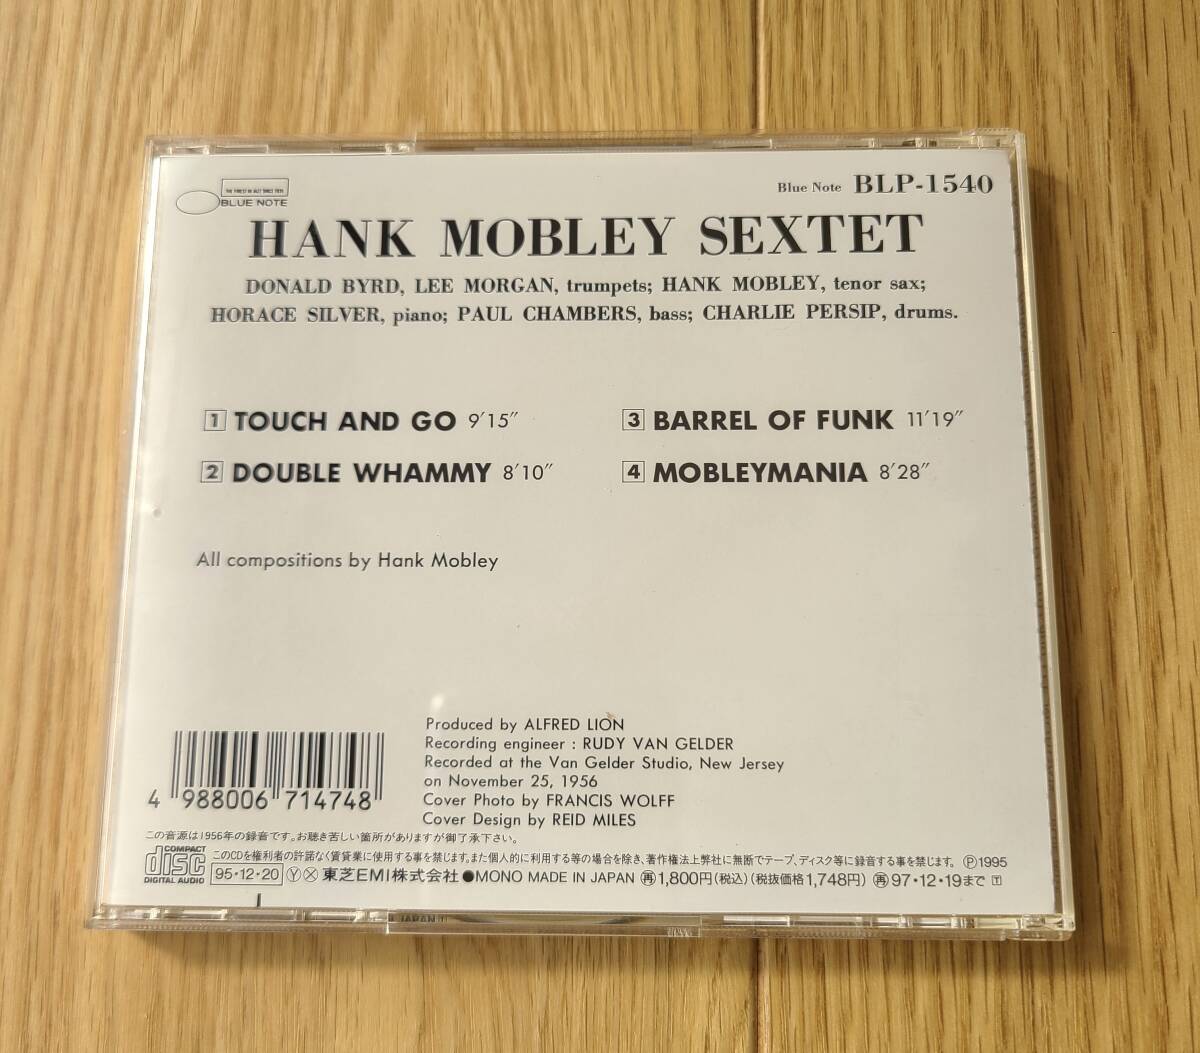 THE FINEST IN JAZZ SINCE 1939
BLUE NOTE
Blue Note BLP-1540
HANK MOBLEY SEXTET
DONALD BYRD, LEE MORGAN, trumpets; HANK MOBLEY, tenor sax;
HORACE SILVER, piano; PAUL CHAMBERS, bass; CHARLIE PERSIP, drums.
1 TOUCH AND GO 9'15"
2 DOUBLE WHAMMY 8'10"
3 BARREL OF FUNK 11'19"
4 MOBLEYMANIA 8'28"
All compositions by Hank Mobley
Produced by ALFRED LION
Recording engineer : RUDY VAN GELDER
Recorded at the Van Gelder Studio, New Jersey
on November 25, 1956
Cover Photo by FRANCIS WOLFF
Cover Design by REID MILES
4 988006 714748
この音源は1956年の録音です。お聴き苦しい箇所がありますが御了承下さい。
COMPACT disc DIGITAL AUDIO
このCDを権利者の許諾なく賃貸業に使用する事を禁じます。また個人的に利用する等の場合を除き、著作権法上弊社に無断でテープ、ディスク等に録音する事を禁じます。 Ⓟ1995
95・12・20 Ⓨ Ⓧ 東芝EMI株式会社 ●MONO MADE IN JAPAN 再 1,800円(税込)(税抜価格1,748円) 再 97・12・19まで T
JAPAN